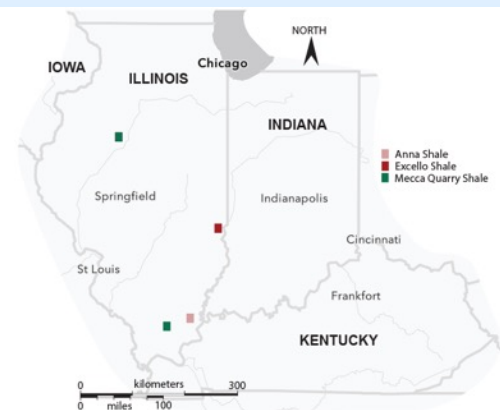 NORTH
IOWA
Chicago
ILLINOIS
INDIANA
Anna Shale
Excello Shale
Mecca Quarry Shale
Springfield
Indianapolis
Cincinnati
St Louis
Frankfort
KENTUCKY
0 kilometers 300
0 miles 100